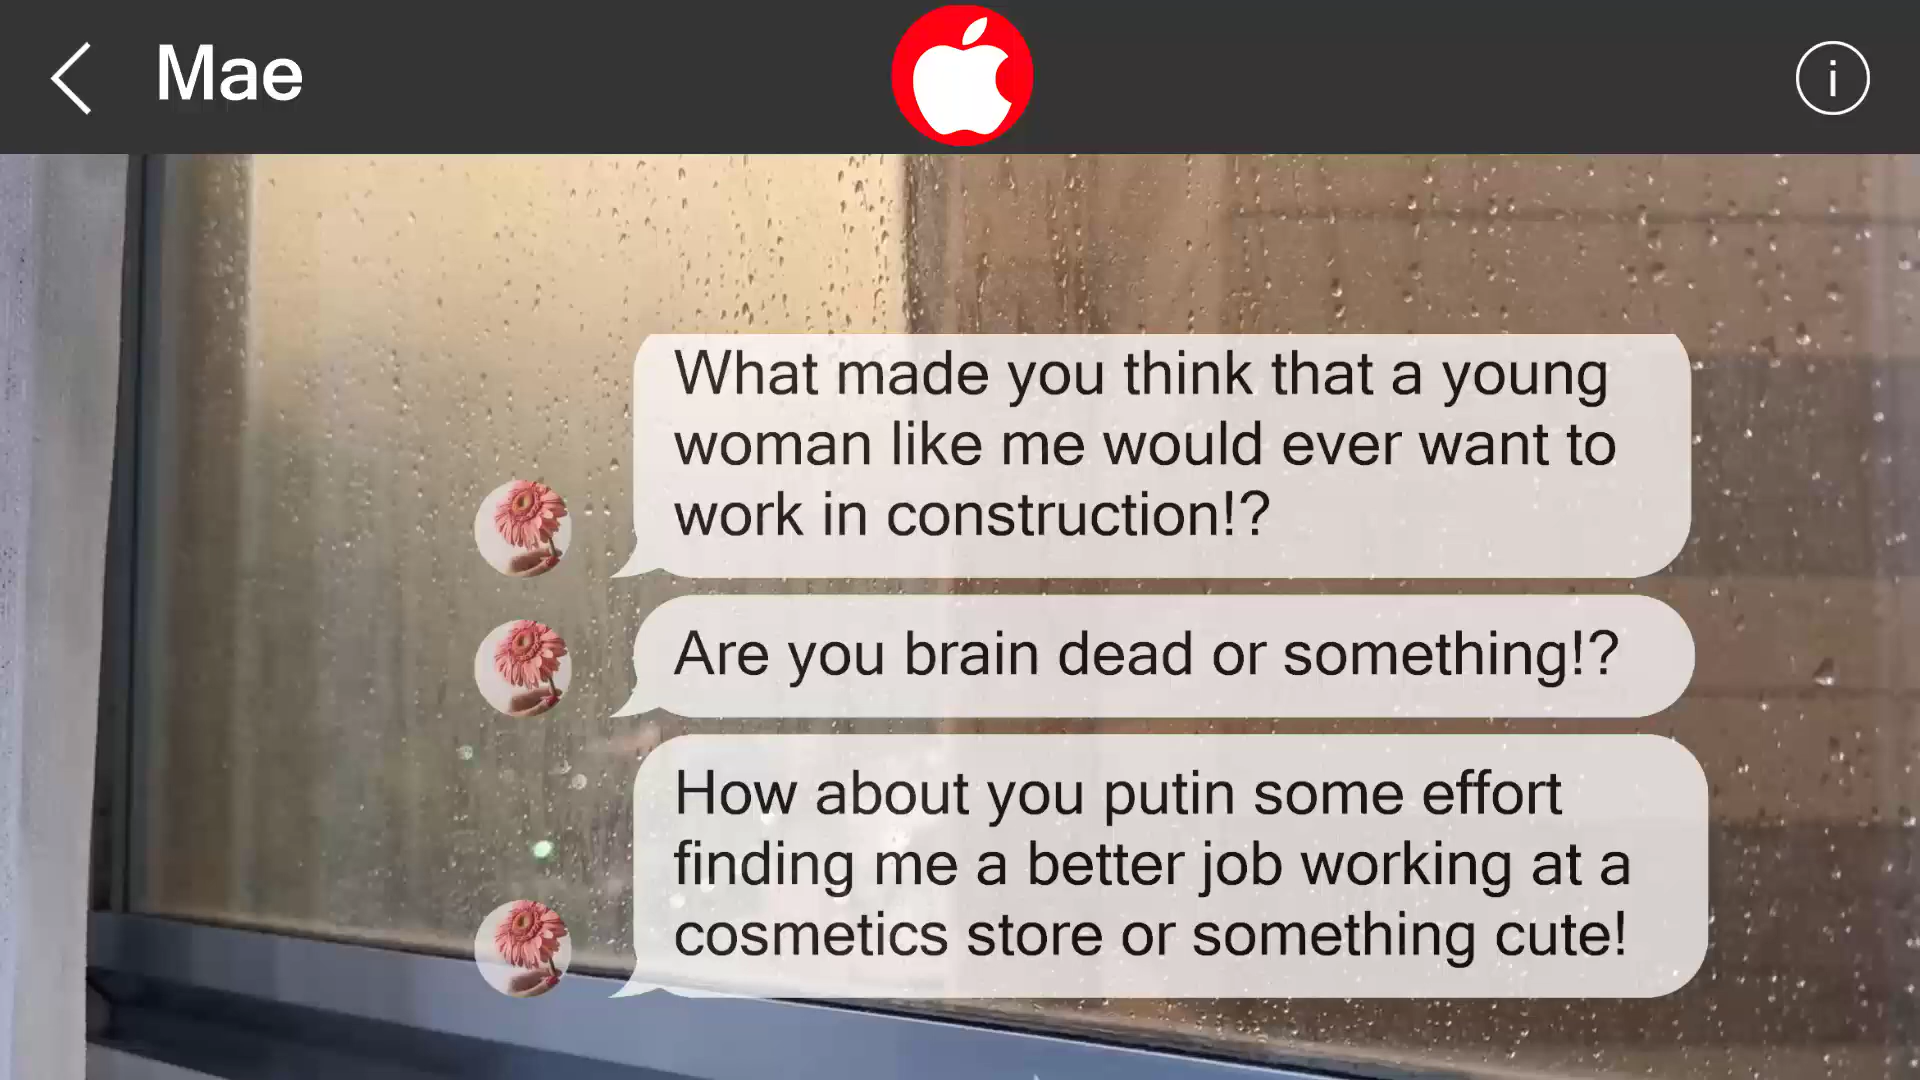 Mae
i
What made you think that a young
woman like me would ever want to
work in construction!?
Are you brain dead or something!?
How about you putin some effort
finding me a better job working at a
cosmetics store or something cute!